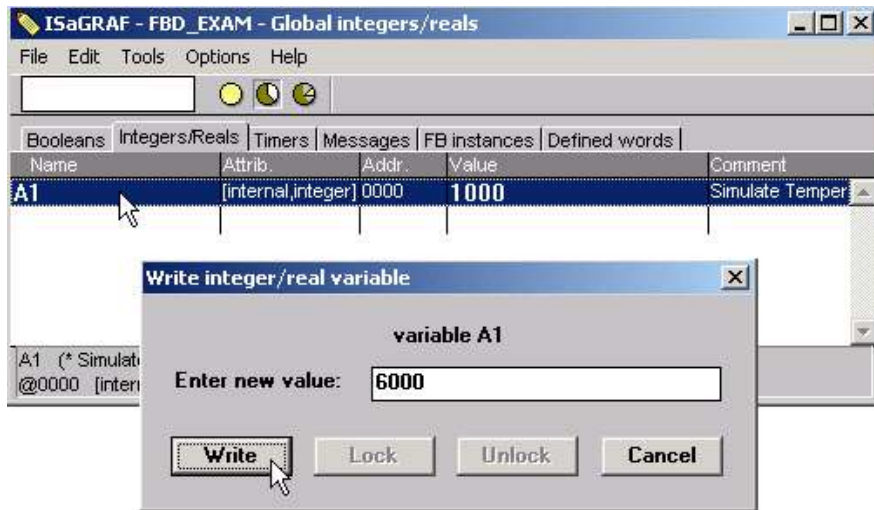 ISaGRAF - FBD_EXAM - Global integers/reals
File Edit Tools Options Help
Booleans Integers/Reals Timers Messages FB instances Defined words
Name Attrib. Addr. Value Comment
A1 [internal,integer] 0000 1000 Simulate Temper
Write integer/real variable
variable A1
A1 (* Simulat
@0000 [inter
Enter new value: 6000
Write Lock Unlock Cancel